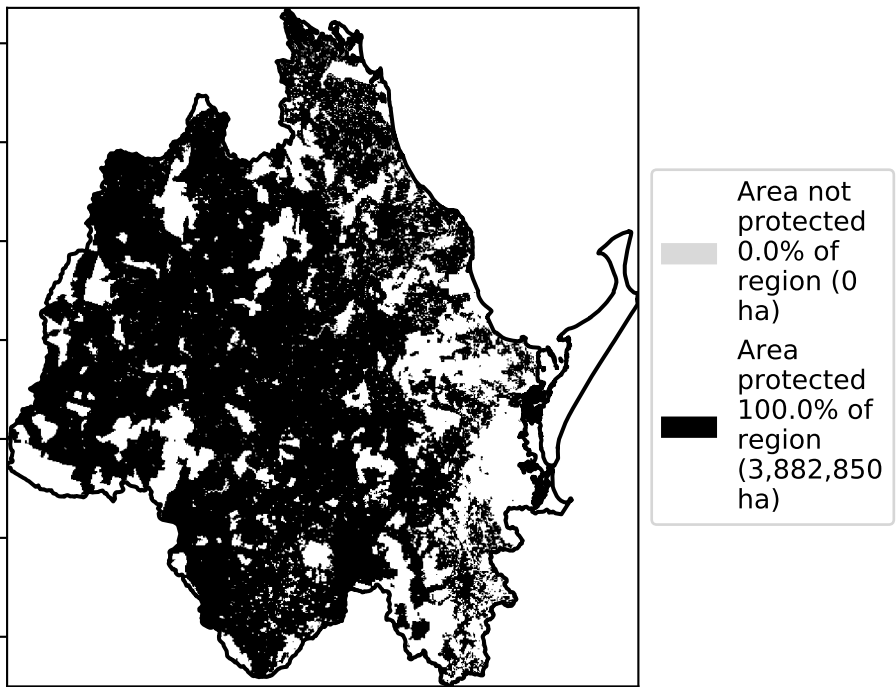 Area not
protected
0.0% of
region (0
ha)
Area
protected
100.0% of
region
(3,882,850
ha)